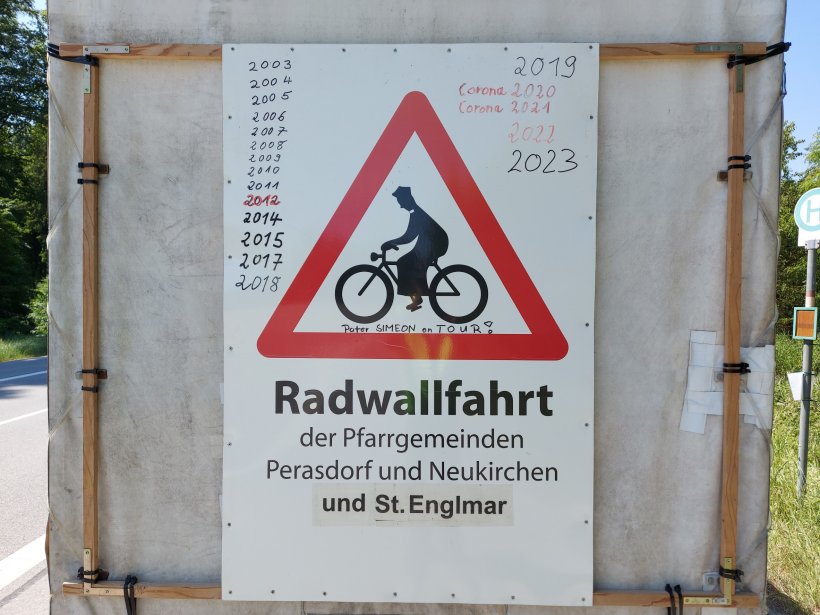 2003
2004
2005
2006
2007
2008
2009
2010
2011
2012
2014
2015
2017
2018
2019
Corona 2020
Corona 2021
2022
2023
Pater SIMEON on TOUR!
Radwallfahrt
der Pfarrgemeinden
Perasdorf und Neukirchen
und St. Englmar
H